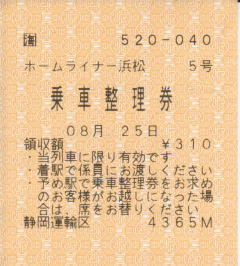 海 520-040
ホームライナー浜松 5号
乗車整理券
08月 25日
領収額 ¥310
・当列車に限り有効です
・着駅で係員にお渡しください
・予め駅で乗車整理券をお求め
のお客様がお越しになった場
合は、席をお替りください
静岡運輸区 4365M